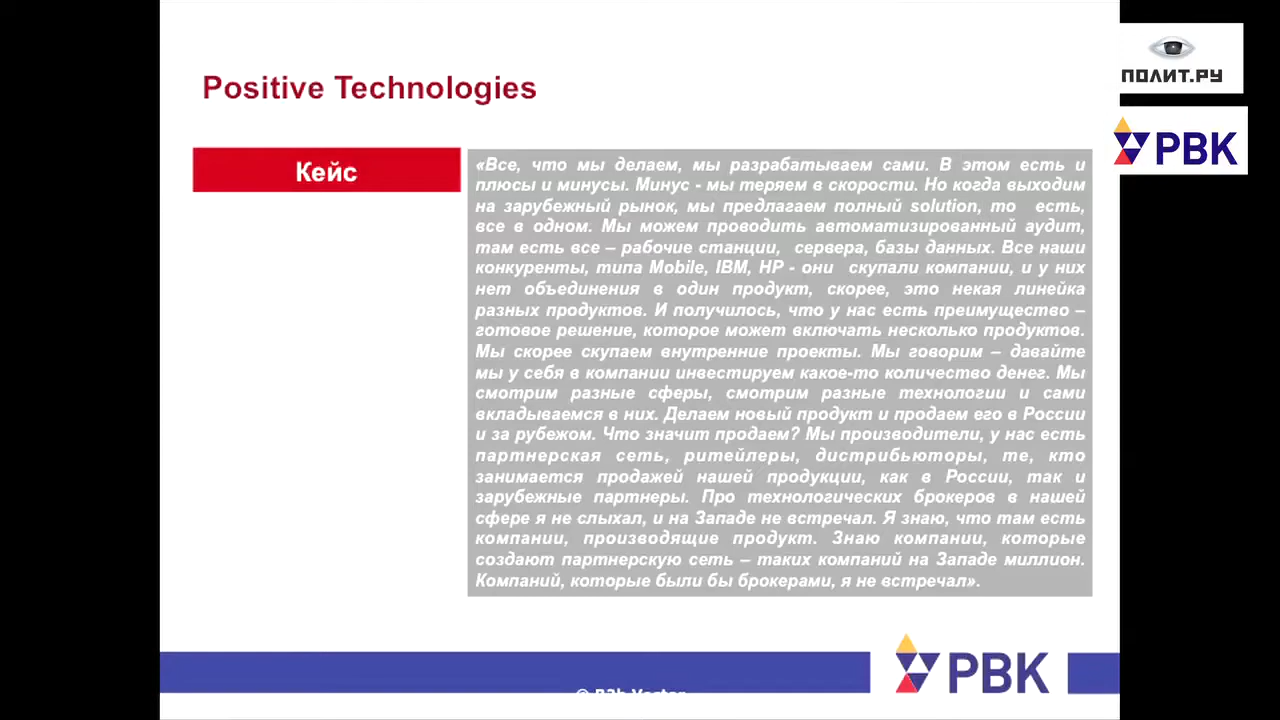 ПОЛИТ.РУ
Positive Technologies
РВК
Кейс
«Все, что мы делаем, мы разрабатываем сами. В этом есть и
плюсы и минусы. Минус - мы теряем в скорости. Но когда выходим
на зарубежный рынок, мы предлагаем полный solution, то есть,
все в одном. Мы можем проводить автоматизированный аудит,
там есть все – рабочие станции, сервера, базы данных. Все наши
конкуренты, типа Mobile, IBM, HP - они скупали компании, и у них
нет объединения в один продукт, скорее, это некая линейка
разных продуктов. И получилось, что у нас есть преимущество –
готовое решение, которое может включать несколько продуктов.
Мы скорее скупаем внутренние проекты. Мы говорим – давайте
мы у себя в компании инвестируем какое-то количество денег. Мы
смотрим разные сферы, смотрим разные технологии и сами
вкладываемся в них. Делаем новый продукт и продаем его в России
и за рубежом. Что значит продаем? Мы производители, у нас есть
партнерская сеть, ритейлеры, дистрибьюторы, те, кто
занимается продажей нашей продукции, как в России, так и
зарубежные партнеры. Про технологических брокеров в нашей
сфере я не слыхал, и на Западе не встречал. Я знаю, что там есть
компании, производящие продукт. Знаю компании, которые
создают партнерскую сеть – таких компаний на Западе миллион.
Компаний, которые были бы брокерами, я не встречал».
РВК